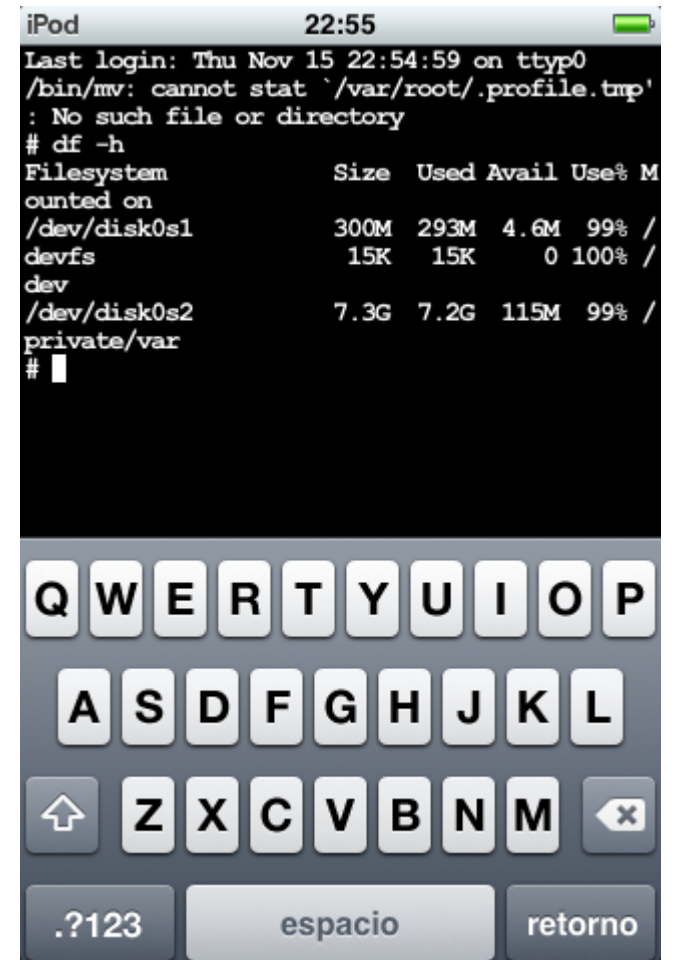 iPod 22:55
Last login: Thu Nov 15 22:54:59 on ttyp0
/bin/mv: cannot stat `/var/root/.profile.tmp'
: No such file or directory
# df -h
Filesystem Size Used Avail Use% M
ounted on
/dev/disk0s1 300M 293M 4.6M 99% /
devfs 15K 15K 0 100% /
dev
/dev/disk0s2 7.3G 7.2G 115M 99% /
private/var
#
Q W E R T Y U I O P
A S D F G H J K L
Z X C V B N M
.?123 espacio retorno